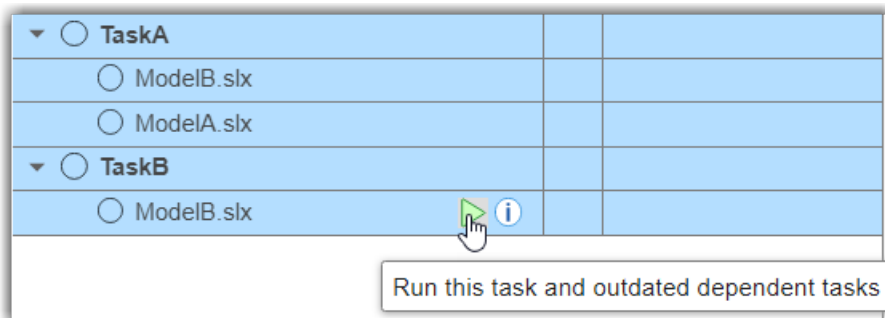 TaskA
ModelB.slx
ModelA.slx
TaskB
ModelB.slx
i
Run this task and outdated dependent tasks